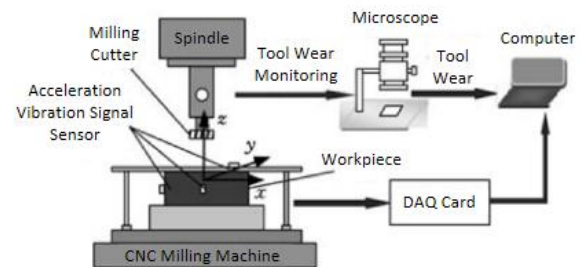 Microscope
Milling
Cutter
Spindle
Tool Wear
Monitoring
Tool
Wear
Computer
Acceleration
Vibration Signal
Sensor
z
y
x
Workpiece
DAQ Card
CNC Milling Machine